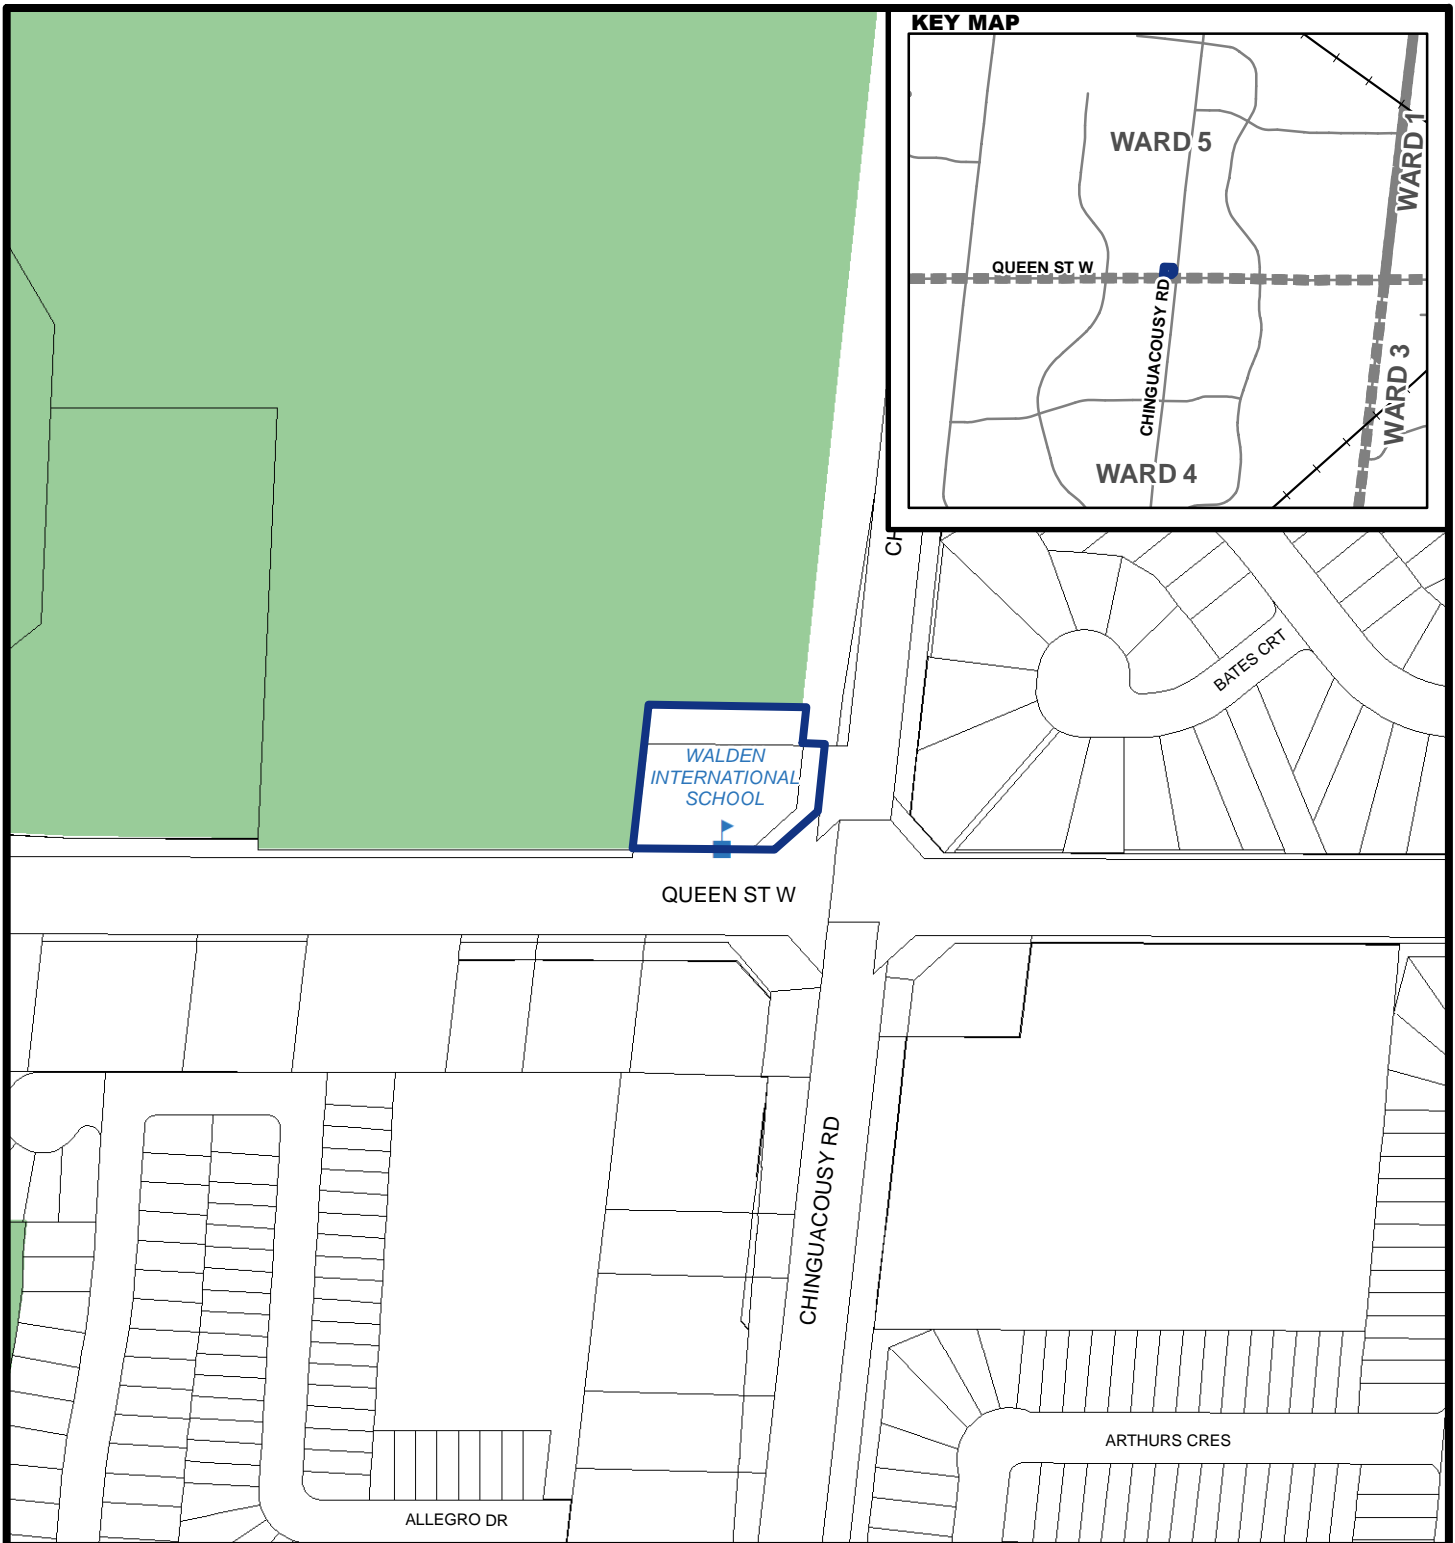 KEY MAP
WARD 5
WARD 1
QUEEN ST W
CHINGUACOUSY RD
WARD 3
WARD 4
CH
BATES CRT
WALDEN
INTERNATIONAL
SCHOOL
QUEEN ST W
CHINGUACOUSY RD
ARTHURS CRES
ALLEGRO DR